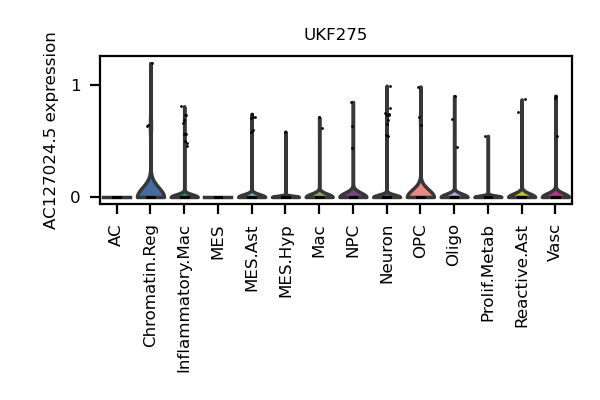 UKF275
AC127024.5 expression
1
0
AC
Chromatin.Reg
Inflammatory.Mac
MES
MES.Ast
MES.Hyp
Mac
NPC
Neuron
OPC
Oligo
Prolif.Metab
Reactive.Ast
Vasc